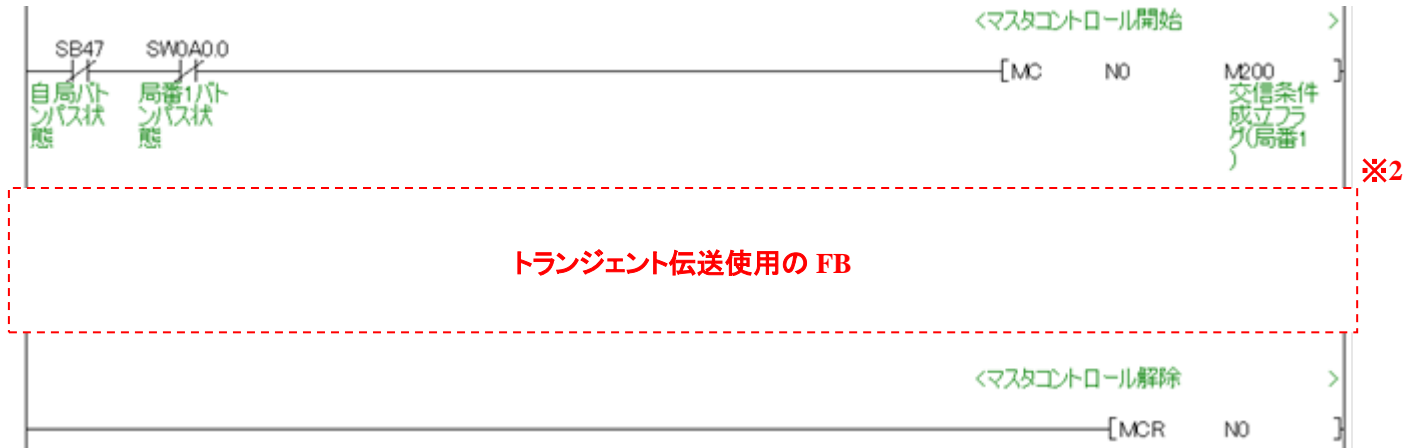 <マスタコントロール開始 >
SB47 SW0A0.0
[MC N0 M200 ]
自局バト
ンパス状
態
局番1バト
ンパス状
態
交信条件
成立フラ
グ(局番1
)
※2
トランジェント伝送使用の FB
<マスタコントロール解除 >
[MCR N0 ]